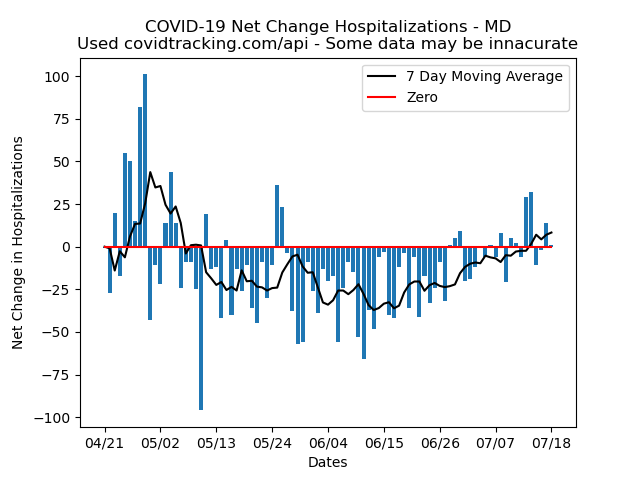 COVID-19 Net Change Hospitalizations - MD
Used covidtracking.com/api - Some data may be innacurate
7 Day Moving Average
Zero
Net Change in Hospitalizations
100
75
50
25
0
−25
−50
−75
−100
04/21 05/02 05/13 05/24 06/04 06/15 06/26 07/07 07/18
Dates